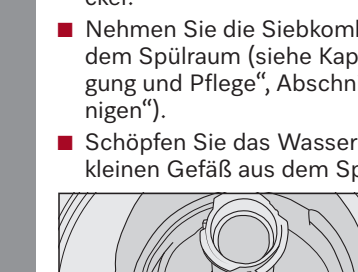 cker.
Nehmen Sie die Siebkomb
dem Spülraum (siehe Kap
gung und Pflege“, Abschn
nigen“).
Schöpfen Sie das Wasser
kleinen Gefäß aus dem Sp